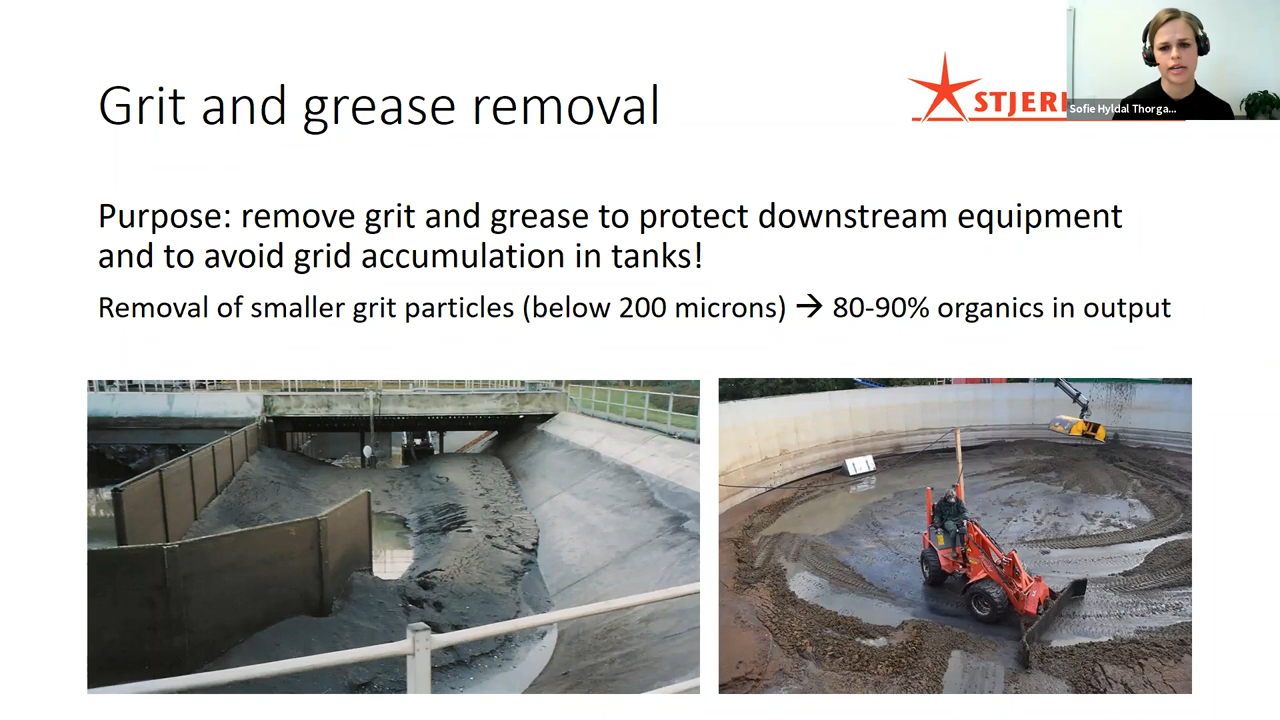 Grit and grease removal
STJER
Sofie Hyldal Thorga...
Purpose: remove grit and grease to protect downstream equipment
and to avoid grid accumulation in tanks!
Removal of smaller grit particles (below 200 microns) → 80-90% organics in output